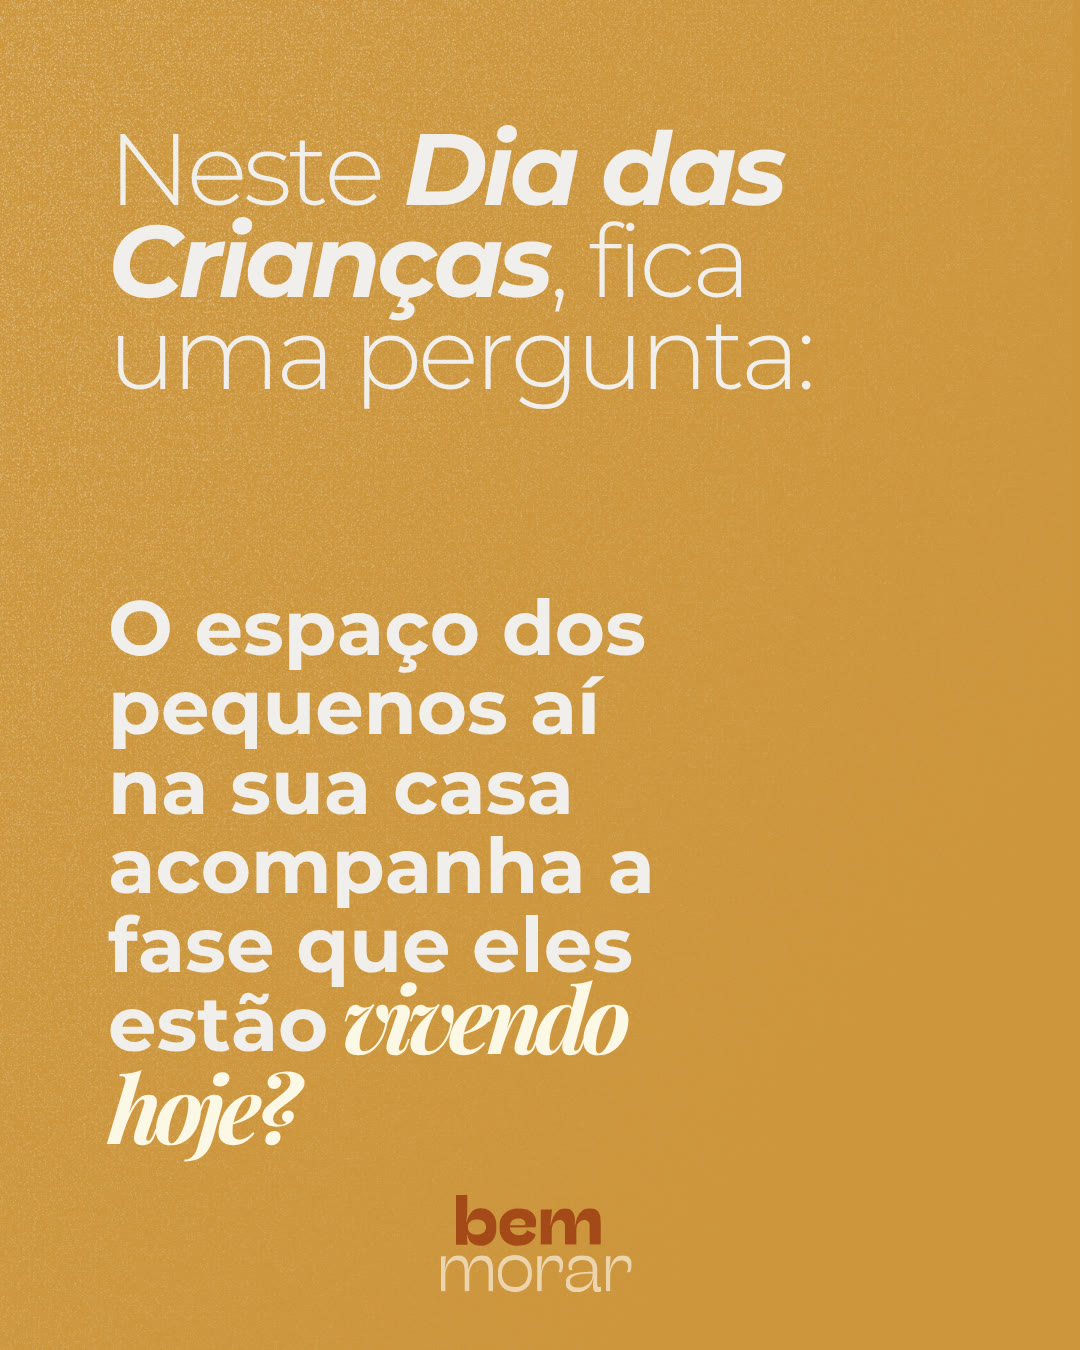 Neste Dia das
Crianças, fica
uma pergunta:
O espaço dos
pequenos aí
na sua casa
acompanha a
fase que eles
estão vivendo
hoje?
bem
morar